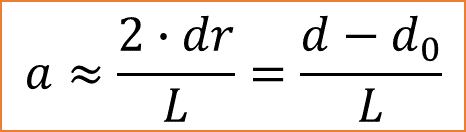 a ≈ 2 · dr / L = d − d₀ / L